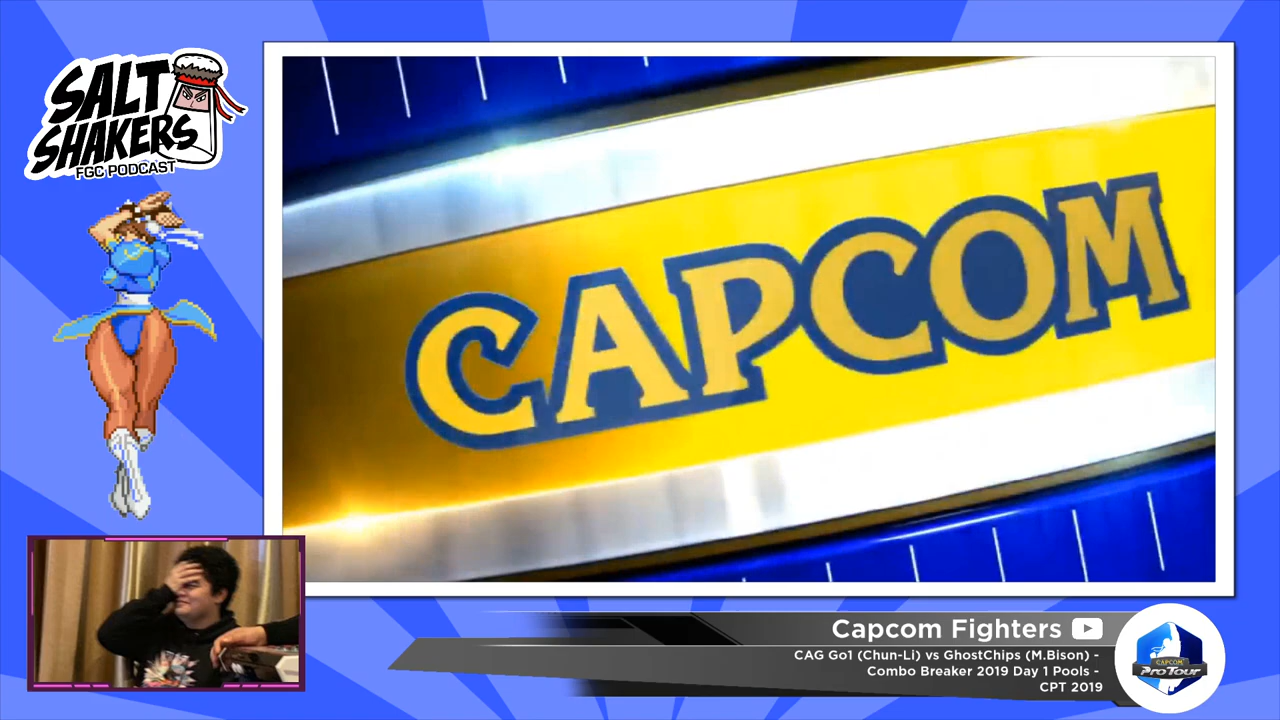 SALT
SHAKERS
FGC PODCAST
CAPCOM
Capcom Fighters
CAG Go1 (Chun-Li) vs GhostChips (M.Bison) -
Combo Breaker 2019 Day 1 Pools -
CPT 2019
CAPCOM
PRO TOUR